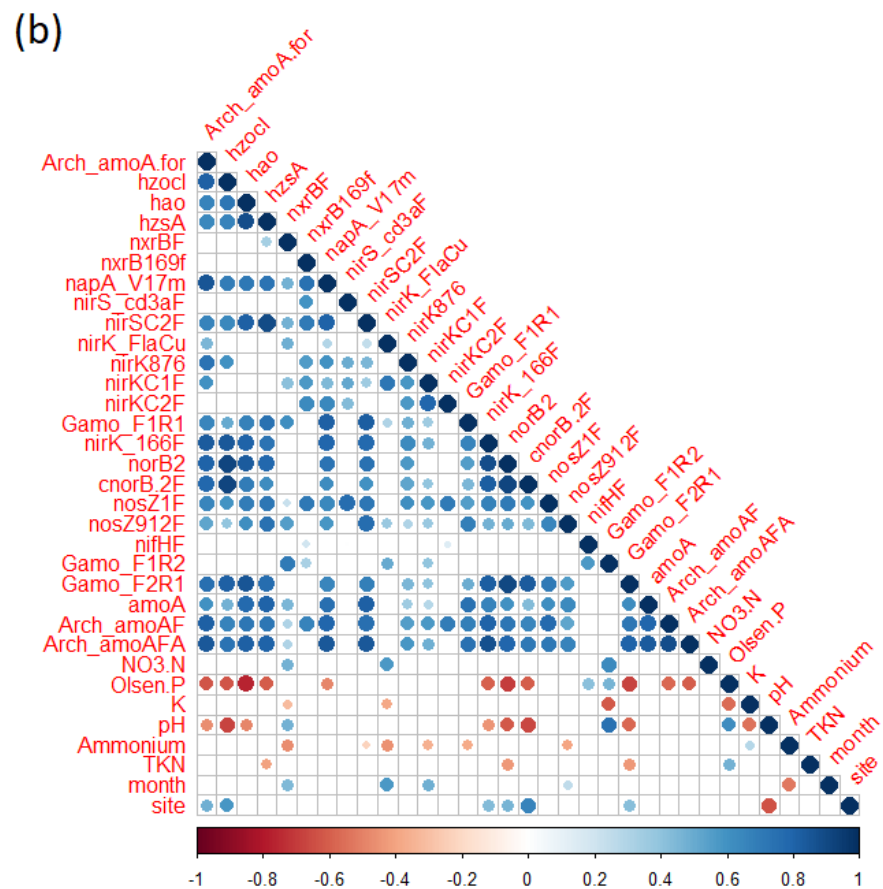 (b)
Arch_amoA.for
hzocl
hao
hzsA
nxrBF
nxrB169f
napA_V17m
nirS_cd3aF
nirSC2F
nirK_FlaCu
nirK876
nirKC1F
nirKC2F
Gamo_F1R1
nirK_166F
norB2
cnorB.2F
nosZ1F
nosZ912F
nifHF
Gamo_F1R2
Gamo_F2R1
amoA
Arch_amoAF
Arch_amoAFA
NO3.N
Olsen.P
K
pH
Ammonium
TKN
month
site
Arch_amoA.for
hzocl
hao
hzsA
nxrBF
nxrB169f
napA_V17m
nirS_cd3aF
nirSC2F
nirK_FlaCu
nirK876
nirKC1F
nirKC2F
Gamo_F1R1
nirK_166F
norB2
cnorB.2F
nosZ1F
nosZ912F
nifHF
Gamo_F1R2
Gamo_F2R1
amoA
Arch_amoAF
Arch_amoAFA
NO3.N
Olsen.P
K
pH
Ammonium
TKN
month
site
-1 -0.8 -0.6 -0.4 -0.2 0 0.2 0.4 0.6 0.8 1